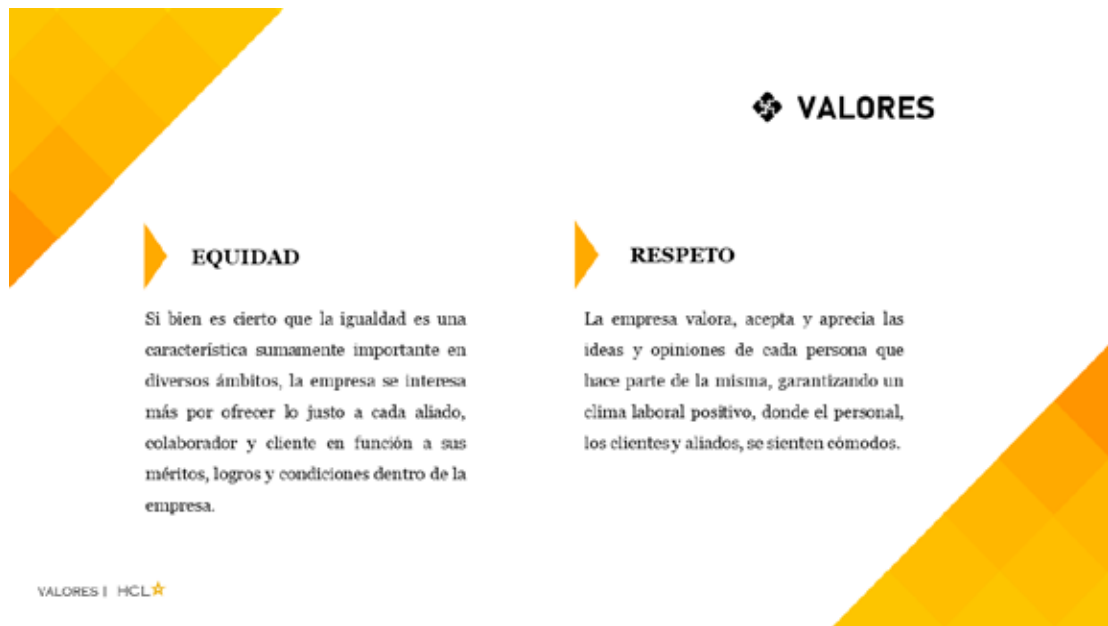 VALORES
EQUIDAD
Si bien es cierto que la igualdad es una
característica sumamente importante en
diversos ámbitos, la empresa se interesa
más por ofrecer lo justo a cada aliado,
colaborador y cliente en función a sus
méritos, logros y condiciones dentro de la
empresa.
RESPETO
La empresa valora, acepta y aprecia las
ideas y opiniones de cada persona que
hace parte de la misma, garantizando un
clima laboral positivo, donde el personal,
los clientes y aliados, se sienten cómodos.
VALORES | HCL